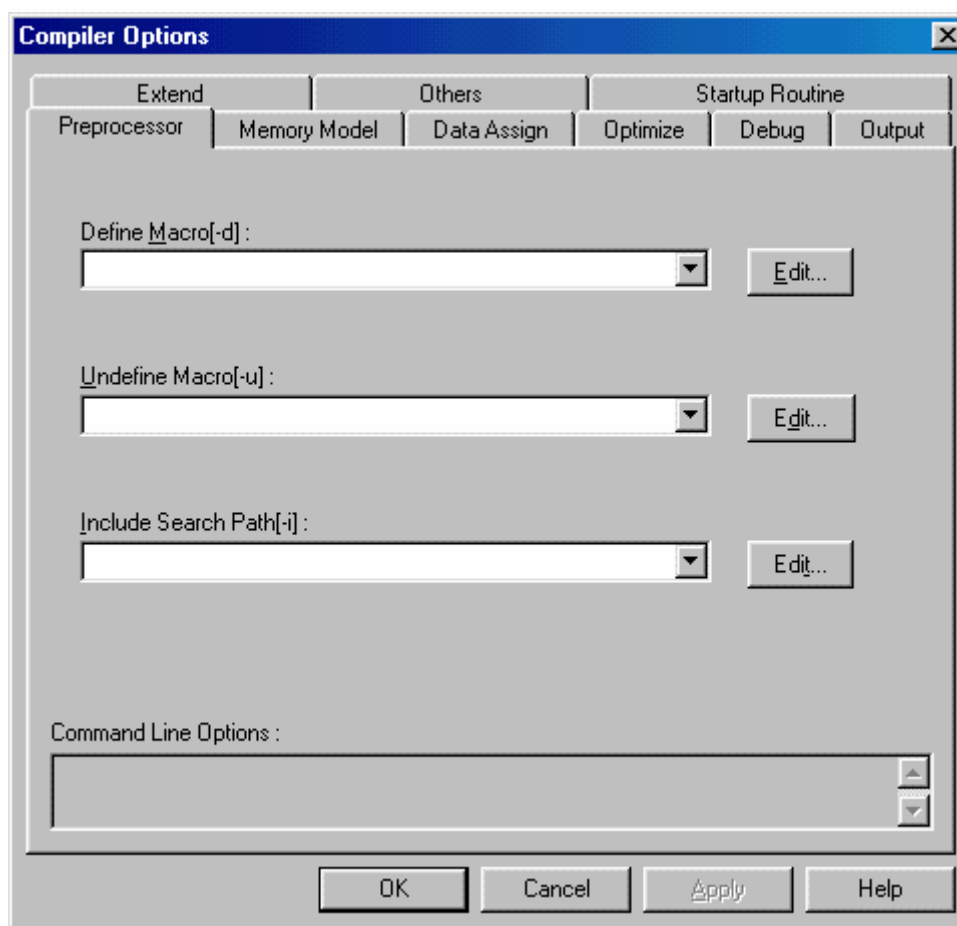 Compiler Options
Extend Others Startup Routine
Preprocessor Memory Model Data Assign Optimize Debug Output
Define Macro[-d] :
Edit...
Undefine Macro[-u] :
Edit...
Include Search Path[-i] :
Edit...
Command Line Options :
OK Cancel Apply Help